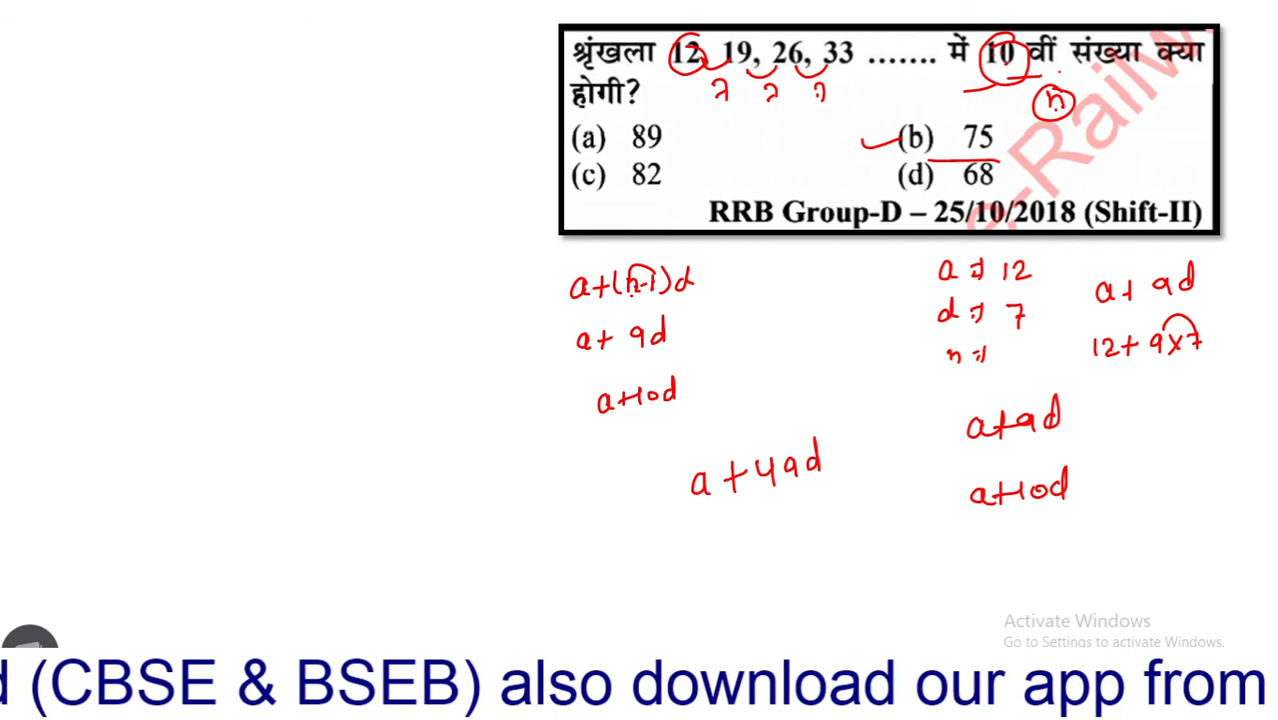 श्रृंखला 12, 19, 26, 33 ....... में 10 वीं संख्या क्या
होगी?
7 7 7
n
(a) 89 (b) 75
(c) 82 (d) 68
RRB Group-D – 25/10/2018 (Shift-II)
a+(n-1)d
a+ 9d
a+10d
a+49d
a => 12
d => 7
n =>
a+ 9d
12+ 9x7
a+9d
a+10d
Activate Windows
Go to Settings to activate Windows.
d (CBSE & BSEB) also download our app from